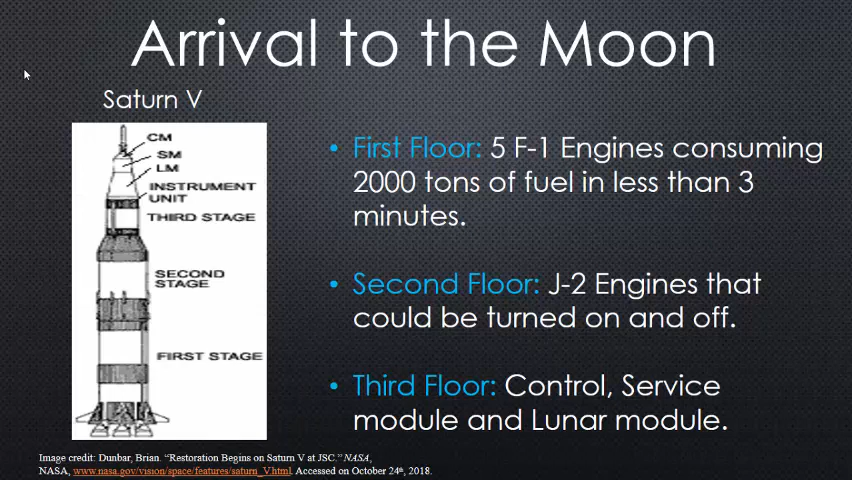 Arrival to the Moon
Saturn V
CM
SM
LM
INSTRUMENT
UNIT
THIRD STAGE
SECOND
STAGE
FIRST STAGE
• First Floor: 5 F-1 Engines consuming
2000 tons of fuel in less than 3
minutes.
• Second Floor: J-2 Engines that
could be turned on and off.
• Third Floor: Control, Service
module and Lunar module.
Image credit: Dunbar, Brian. “Restoration Begins on Saturn V at JSC.” NASA,
NASA, www.nasa.gov/vision/space/features/saturn_V.html. Accessed on October 24th, 2018.